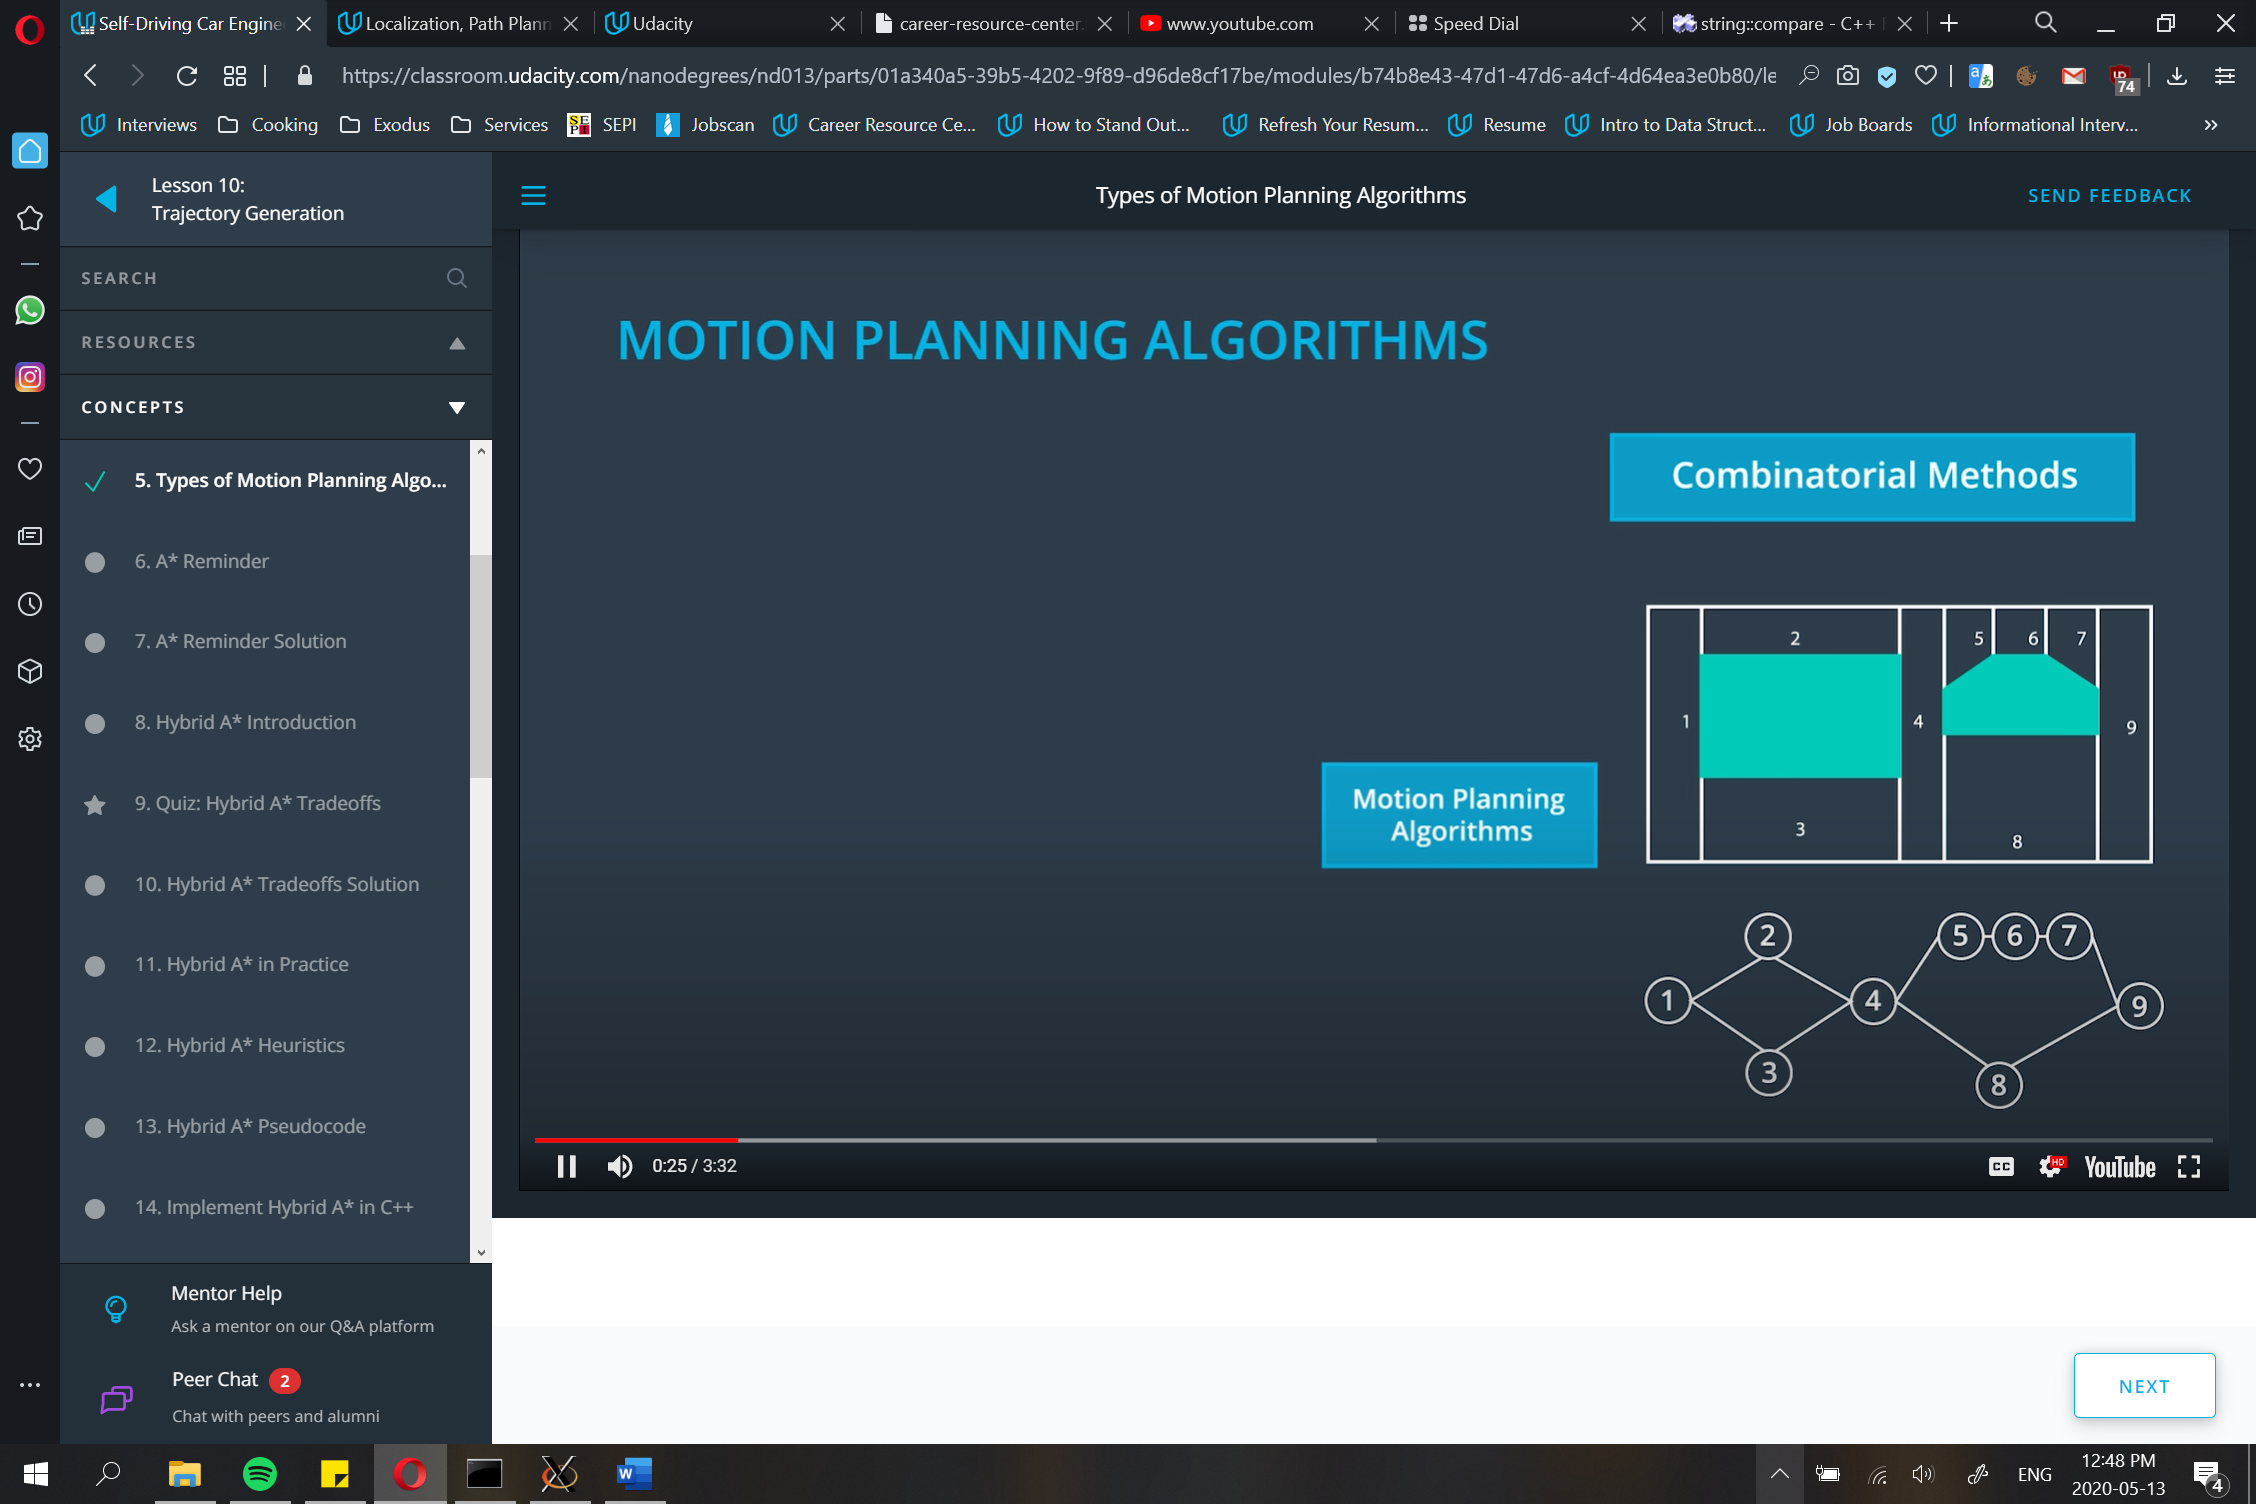 Self-Driving Car Engine
Localization, Path Plann
Udacity
career-resource-center.
www.youtube.com
Speed Dial
string::compare - C++
https://classroom.udacity.com/nanodegrees/nd013/parts/01a340a5-39b5-4202-9f89-d96de8cf17be/modules/b74b8e43-47d1-47d6-a4cf-4d64ea3e0b80/le
74
Interviews
Cooking
Exodus
Services
SEPI
Jobscan
Career Resource Ce...
How to Stand Out...
Refresh Your Resum...
Resume
Intro to Data Struct...
Job Boards
Informational Interv...
»
Lesson 10:
Trajectory Generation
Types of Motion Planning Algorithms
SEND FEEDBACK
SEARCH
RESOURCES
CONCEPTS
5. Types of Motion Planning Algo...
6. A* Reminder
7. A* Reminder Solution
8. Hybrid A* Introduction
9. Quiz: Hybrid A* Tradeoffs
10. Hybrid A* Tradeoffs Solution
11. Hybrid A* in Practice
12. Hybrid A* Heuristics
13. Hybrid A* Pseudocode
14. Implement Hybrid A* in C++
Mentor Help
Ask a mentor on our Q&A platform
Peer Chat 2
Chat with peers and alumni
MOTION PLANNING ALGORITHMS
Combinatorial Methods
Motion Planning
Algorithms
2
5 6 7
1
4
9
3
8
2
5 6 7
1
4
9
3
8
0:25 / 3:32
CC
HD
YouTube
NEXT
W
ENG
12:48 PM
2020-05-13
4